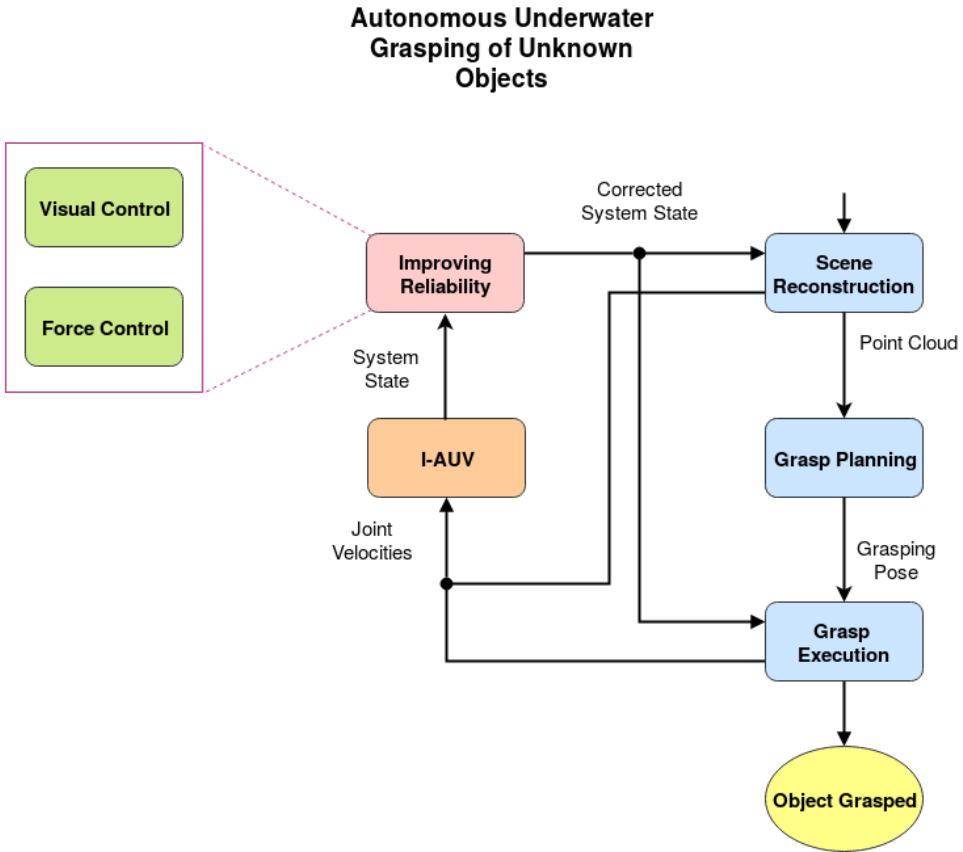 Autonomous Underwater
Grasping of Unknown
Objects
Visual Control
Force Control
Improving
Reliability
Corrected
System State
Scene
Reconstruction
System
State
Point Cloud
I-AUV
Grasp Planning
Joint
Velocities
Grasping
Pose
Grasp
Execution
Object Grasped